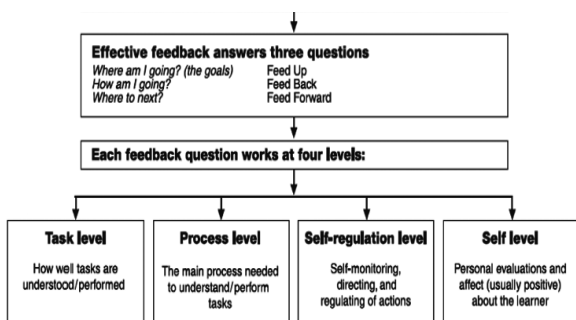 Effective feedback answers three questions
Where am I going? (the goals) Feed Up
How am I going? Feed Back
Where to next? Feed Forward
Each feedback question works at four levels:
Task level
How well tasks are
understood/performed
Process level
The main process needed
to understand/perform
tasks
Self-regulation level
Self-monitoring,
directing, and
regulating of actions
Self level
Personal evaluations and
affect (usually positive)
about the learner